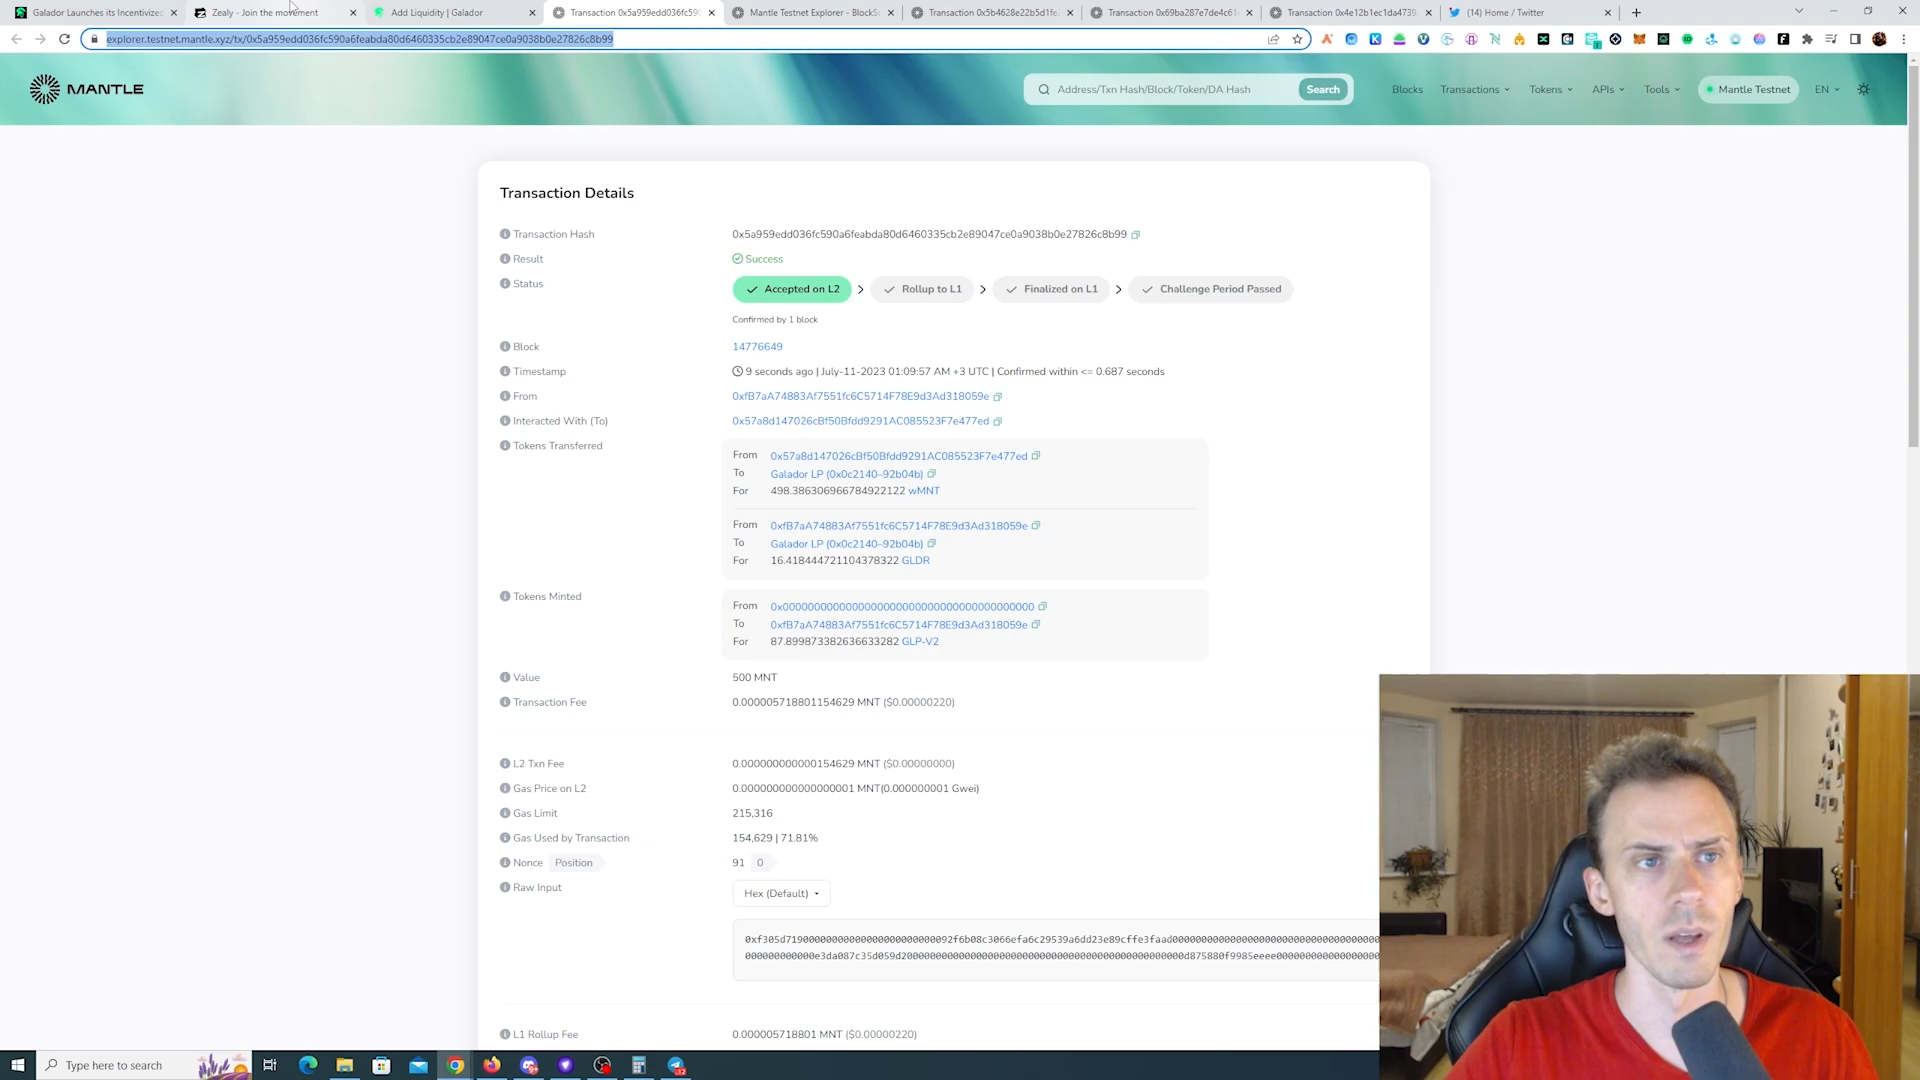 Galador Launches its Incentivized
Zealy - Join the movement
Add Liquidity | Galador
Transaction 0x5a959edd036fc590
Mantle Testnet Explorer - BlockSc
Transaction 0x5b4628e22b5d1fe
Transaction 0x69ba287e7de4c61
Transaction 0x4e12b1ec1da4739
(14) Home / Twitter
explorer.testnet.mantle.xyz/tx/0x5a959edd036fc590a6feabda80d6460335cb2e89047ce0a9038b0e27826c8b99
MANTLE
Address/Txn Hash/Block/Token/DA Hash
Search
Blocks
Transactions
Tokens
APIs
Tools
Mantle Testnet
EN
Transaction Details
Transaction Hash
0x5a959edd036fc590a6feabda80d6460335cb2e89047ce0a9038b0e27826c8b99
Result
Success
Status
Accepted on L2
Rollup to L1
Finalized on L1
Challenge Period Passed
Confirmed by 1 block
Block
14776649
Timestamp
9 seconds ago | July-11-2023 01:09:57 AM +3 UTC | Confirmed within <= 0.687 seconds
From
0xfB7aA74883Af7551fc6C5714F78E9d3Ad318059e
Interacted With (To)
0x57a8d147026cBf50Bfdd9291AC085523F7e477ed
Tokens Transferred
From 0x57a8d147026cBf50Bfdd9291AC085523F7e477ed
To Galador LP (0x0c2140–92b04b)
For 498.386306966784922122 wMNT
From 0xfB7aA74883Af7551fc6C5714F78E9d3Ad318059e
To Galador LP (0x0c2140–92b04b)
For 16.418444721104378322 GLDR
Tokens Minted
From 0x0000000000000000000000000000000000000000
To 0xfB7aA74883Af7551fc6C5714F78E9d3Ad318059e
For 87.899873382636633282 GLP-V2
Value
500 MNT
Transaction Fee
0.000005718801154629 MNT ($0.00000220)
L2 Txn Fee
0.000000000000154629 MNT ($0.00000000)
Gas Price on L2
0.000000000000000001 MNT(0.000000001 Gwei)
Gas Limit
215,316
Gas Used by Transaction
154,629 | 71.81%
Nonce Position
91 0
Raw Input
Hex (Default)
L1 Rollup Fee
0.000005718801 MNT ($0.00000220)
Type here to search